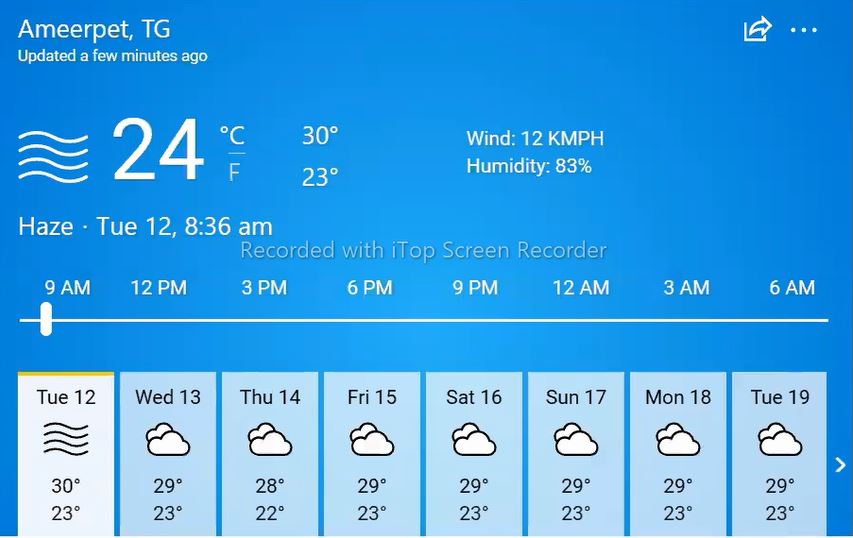 Ameerpet, TG
Updated a few minutes ago
24 °C F 30° 23°
Wind: 12 KMPH
Humidity: 83%
Haze · Tue 12, 8:36 am
Recorded with iTop Screen Recorder
9 AM 12 PM 3 PM 6 PM 9 PM 12 AM 3 AM 6 AM
Tue 12 Wed 13 Thu 14 Fri 15 Sat 16 Sun 17 Mon 18 Tue 19
30° 29° 28° 29° 29° 29° 29° 29°
23° 23° 22° 23° 23° 23° 23° 23°